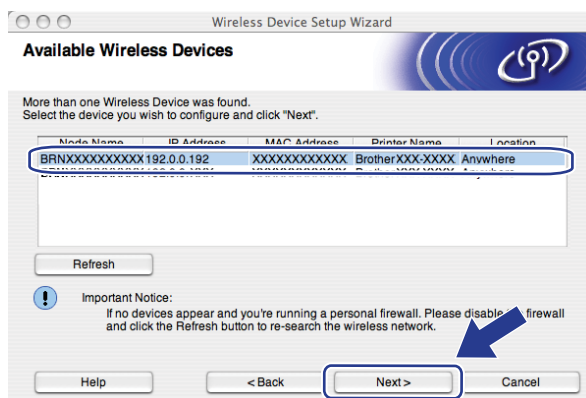 Wireless Device Setup Wizard
Available Wireless Devices
More than one Wireless Device was found.
Select the device you wish to configure and click "Next".
Node Name IP Address MAC Address Printer Name Location
BRNXXXXXXXXXX 192.0.0.192 XXXXXXXXXXXX Brother XXX-XXXX Anywhere
Refresh
Important Notice:
If no devices appear and you're running a personal firewall. Please disable firewall
and click the Refresh button to re-search the wireless network.
Help < Back Next > Cancel